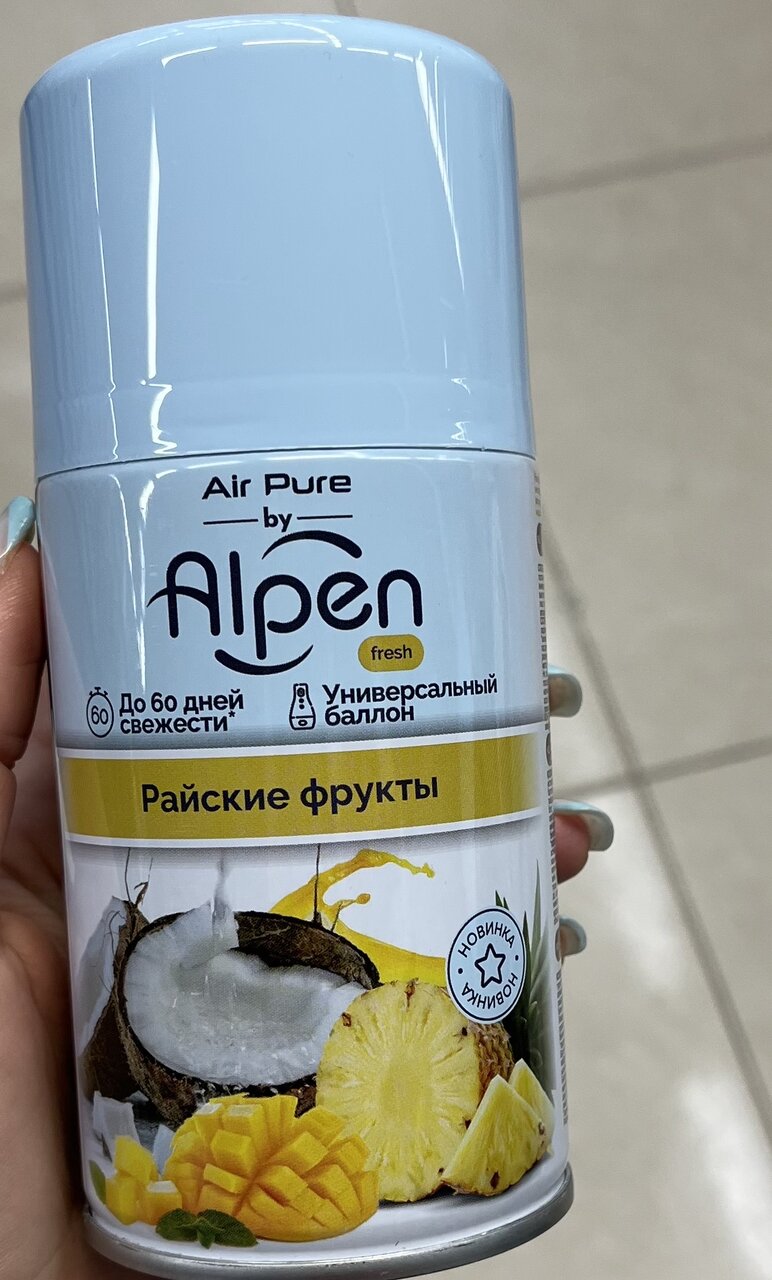 Air Pure
by
Alpen
fresh
60
До 60 дней
свежести*
Универсальный
баллон
Райские фрукты
НОВИНКА
НОВИНКА